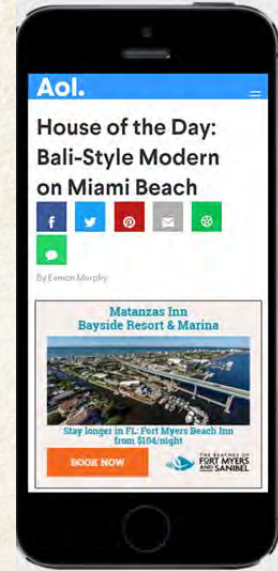 Aol.
House of the Day:
Bali-Style Modern
on Miami Beach
f
By Eamon Murphy
Matanzas Inn
Bayside Resort & Marina
Stay longer in FL: Fort Myers Beach Inn
from $104/night
BOOK NOW
THE BEACHES OF
FORT MYERS
AND SANIBEL